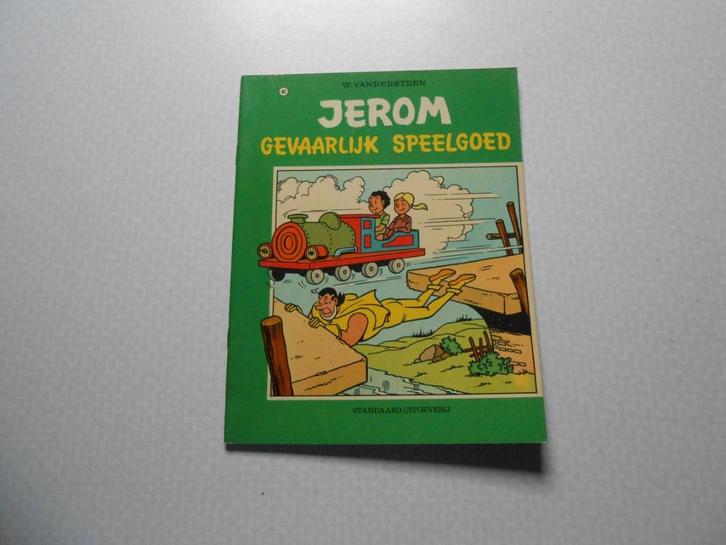 W. VANDERSTEEN
JEROM
GEVAARLIJK SPEELGOED
STANDAARD UITGEVERIJ